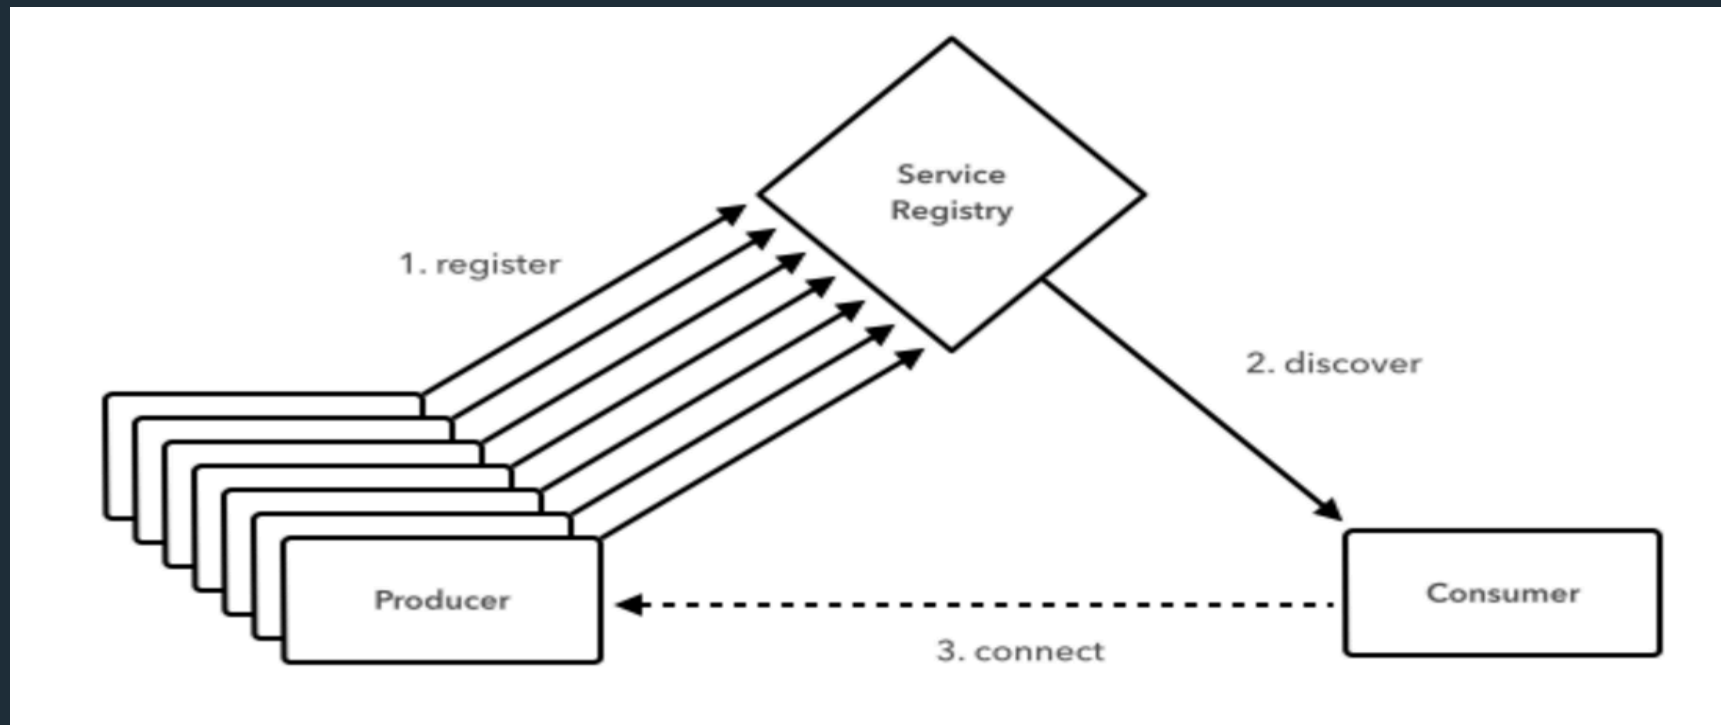 Service
Registry
1. register
2. discover
Producer
Consumer
3. connect